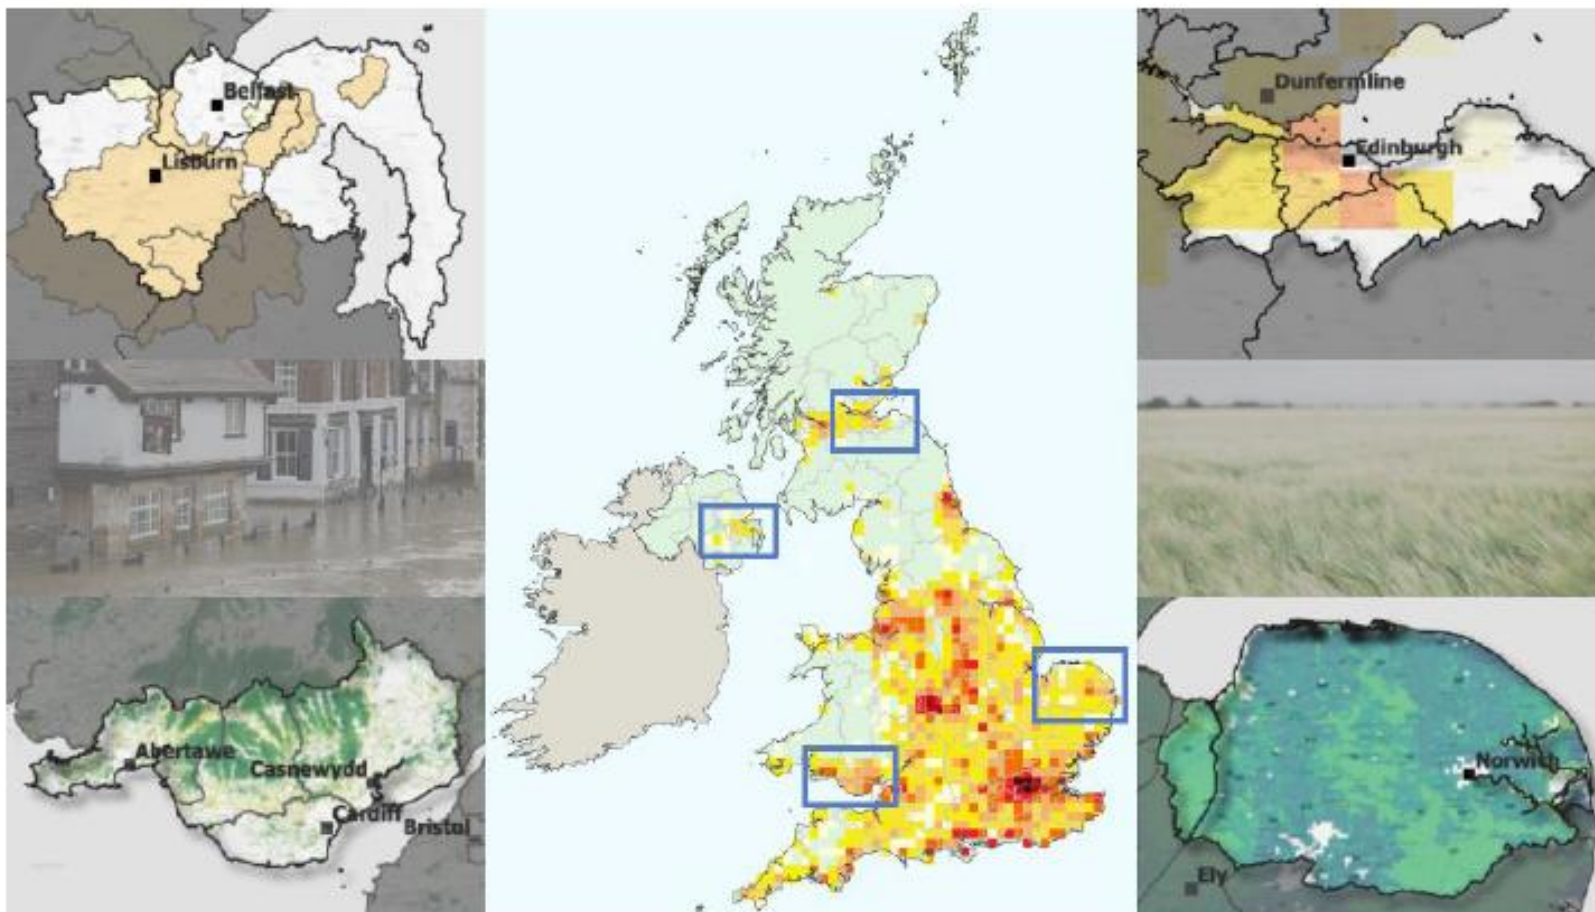 Belfast
Lisburn
Dunfermline
Edinburgh
Abertawe
Casnewydd
Cardiff
Bristol
Norwich
Ely